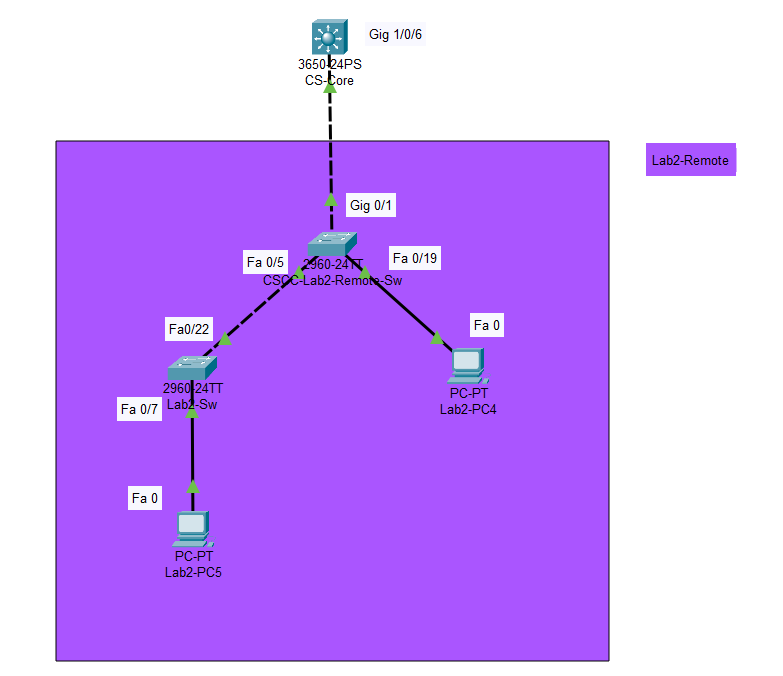 Gig 1/0/6
3650-24PS
CS-Core
Lab2-Remote
Gig 0/1
Fa 0/5
Fa 0/19
2960-24TT
CSCC-Lab2-Remote-Sw
Fa0/22
Fa 0
2960-24TT
Lab2-Sw
PC-PT
Lab2-PC4
Fa 0/7
Fa 0
PC-PT
Lab2-PC5